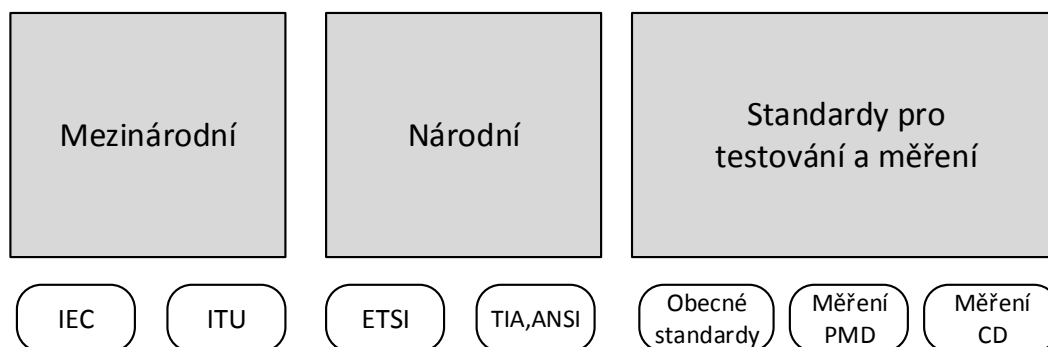 Mezinárodní
Národní
Standardy pro
testování a měření
IEC
ITU
ETSI
TIA,ANSI
Obecné
standardy
Měření
PMD
Měření
CD